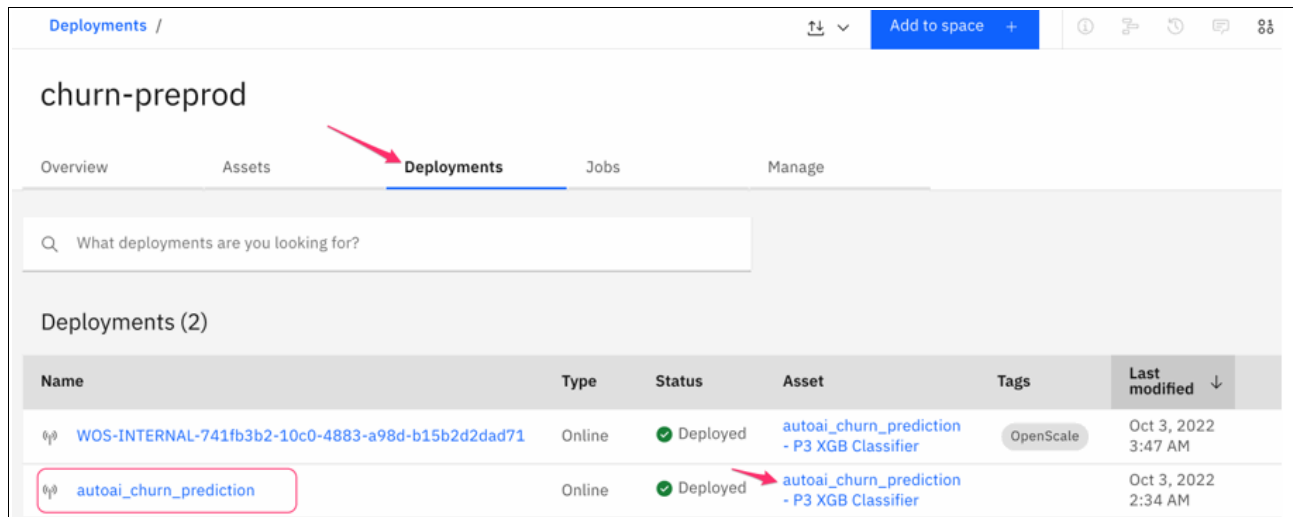 Deployments /
Add to space +
churn-preprod
Overview Assets Deployments Jobs Manage
What deployments are you looking for?
Deployments (2)
Name Type Status Asset Tags Last modified
WOS-INTERNAL-741fb3b2-10c0-4883-a98d-b15b2d2dad71 Online Deployed autoai_churn_prediction - P3 XGB Classifier OpenScale Oct 3, 2022 3:47 AM
autoai_churn_prediction Online Deployed autoai_churn_prediction - P3 XGB Classifier Oct 3, 2022 2:34 AM